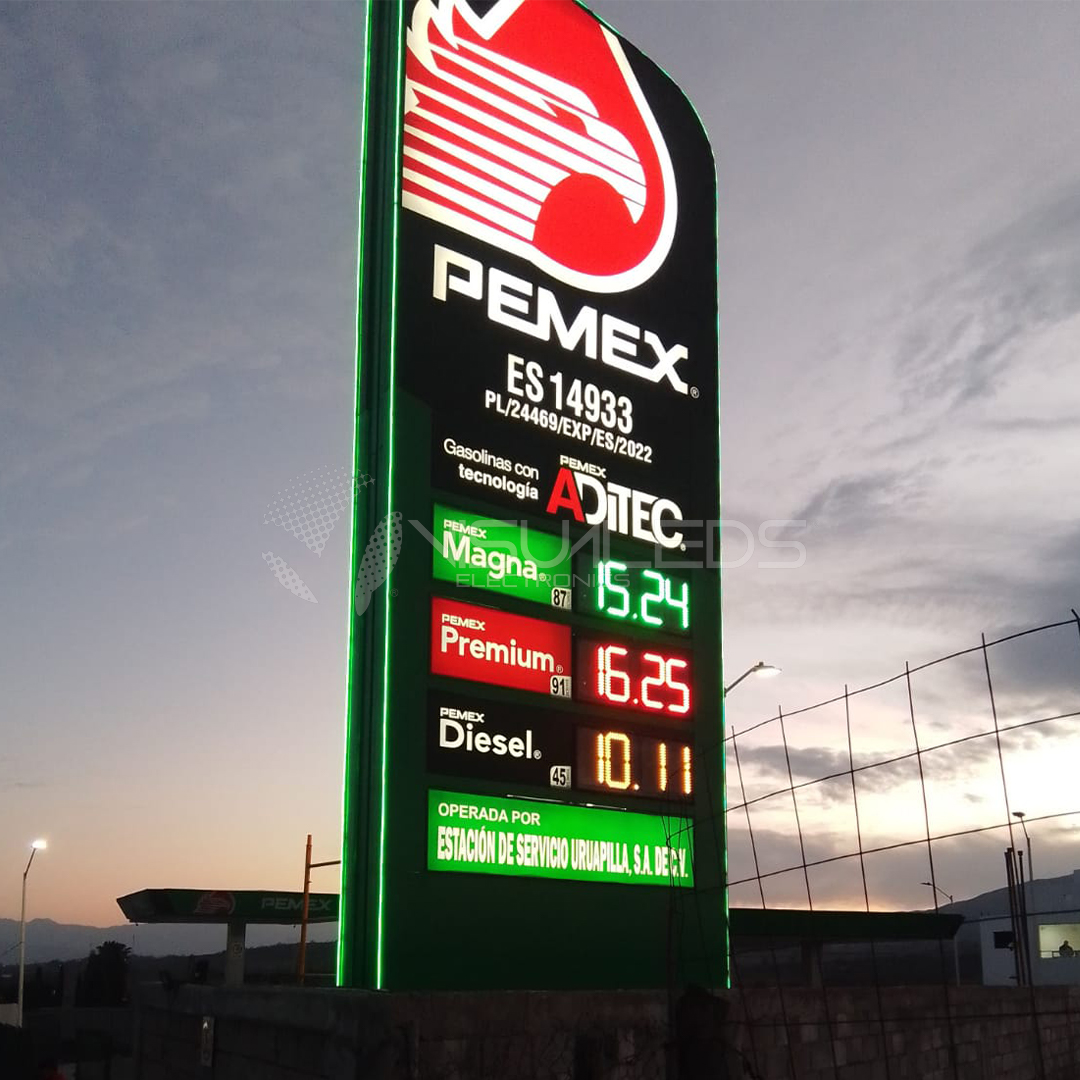 PEMEX®
ES 14933
PL/24469/EXP/ES/2022
Gasolinas con
tecnología
PEMEX
ADITEC®
PEMEX
Magna®
87
15.24
VISUALLEDS
ELECTRONICS
PEMEX
Premium®
91
16.25
PEMEX
Diesel®
45
10.11
OPERADA POR
ESTACIÓN DE SERVICIO URUAPILLA, S.A. DE C.V.
PEMEX